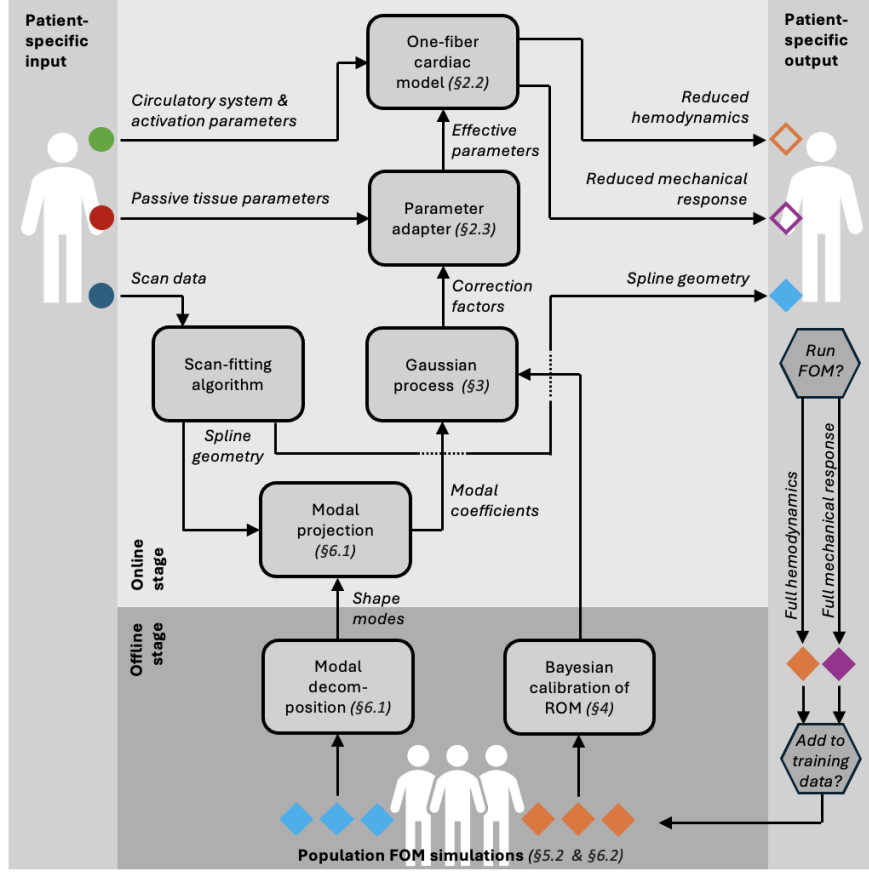 Patient-
specific
input
One-fiber
cardiac
model (§2.2)
Patient-
specific
output
Circulatory system &
activation parameters
Reduced
hemodynamics
Effective
parameters
Passive tissue parameters
Parameter
adapter (§2.3)
Reduced mechanical
response
Scan data
Correction
factors
Spline geometry
Scan-fitting
algorithm
Gaussian
process (§3)
Run
FOM?
Spline
geometry
Modal
projection
(§6.1)
Modal
coefficients
Full hemodynamics
Full mechanical response
Online
stage
Shape
modes
Offline
stage
Modal
decom-
position (§6.1)
Bayesian
calibration of
ROM (§4)
Add to
training
data?
Population FOM simulations (§5.2 & §6.2)